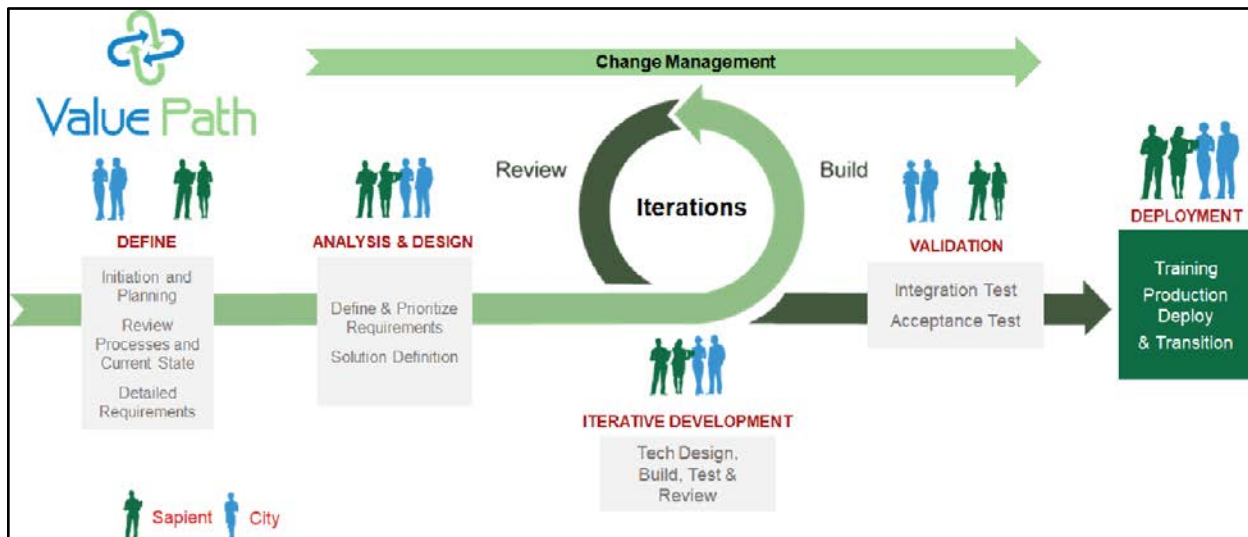 Value Path
Change Management
Review
Build
Iterations
DEFINE
Initiation and
Planning
Review
Processes and
Current State
Detailed
Requirements
ANALYSIS & DESIGN
Define & Prioritize
Requirements
Solution Definition
ITERATIVE DEVELOPMENT
Tech Design,
Build, Test &
Review
VALIDATION
Integration Test
Acceptance Test
DEPLOYMENT
Training
Production
Deploy
& Transition
Sapient
City